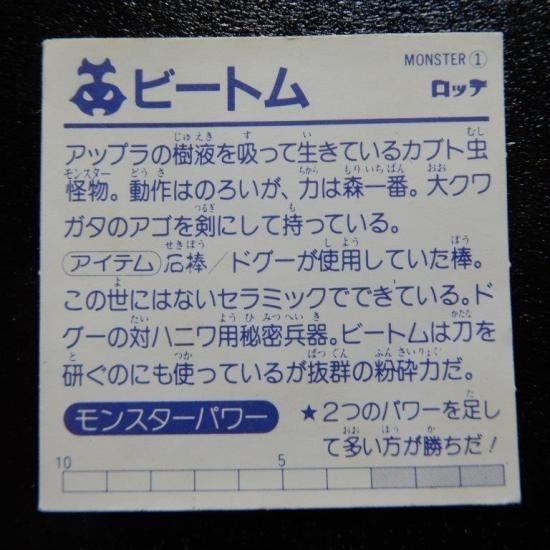 MONSTER①
ビートム
ロッテ
アップラの樹液を吸って生きているカブト虫
怪物。動作はのろいが、力は森一番。大クワ
ガタのアゴを剣にして持っている。
アイテム 石棒/ドグーが使用していた棒。
この世にはないセラミックでできている。ド
グーの対ハニワ用秘密兵器。ビートムは刀を
研ぐのにも使っているが抜群の粉砕力だ。
モンスターパワー ★2つのパワーを足し
て多い方が勝ちだ!
10 5